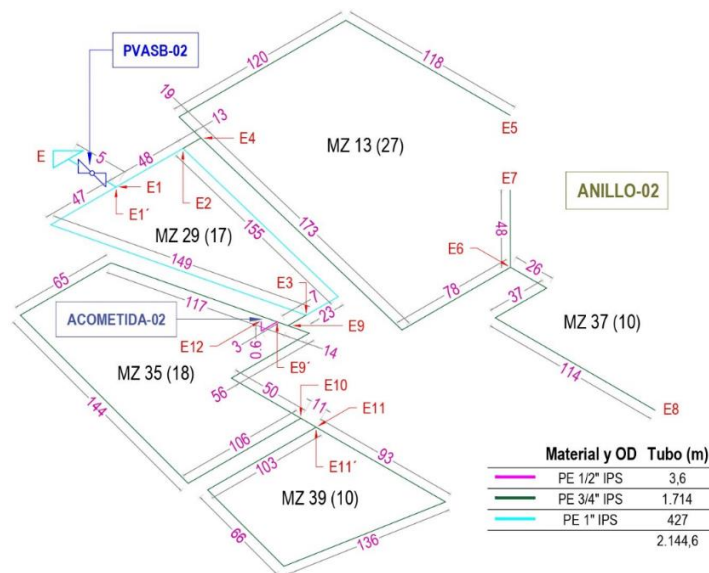 120
118
PVASB-02
19
13
5
48
E
E4
MZ 13 (27)
E5
E1
E7
ANILLO-02
47
E1´
E2
MZ 29 (17)
155
173
48
E6
26
149
78
37
65
E3
7
117
23
MZ 37 (10)
ACOMETIDA-02
E9
E12
3
0.6
E9´
14
MZ 35 (18)
114
56
E10
50
11
E11
E8
144
106
103
E11´
93
MZ 39 (10)
66
136
Material y OD Tubo (m)
PE 1/2" IPS 3,6
PE 3/4" IPS 1.714
PE 1" IPS 427
2.144,6